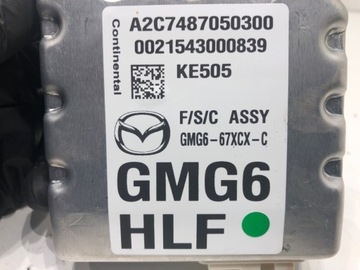 Continental
A2C7487050300
0021543000839
KE505
F/S/C ASSY
GMG6-67XCX-C
GMG6
HLF